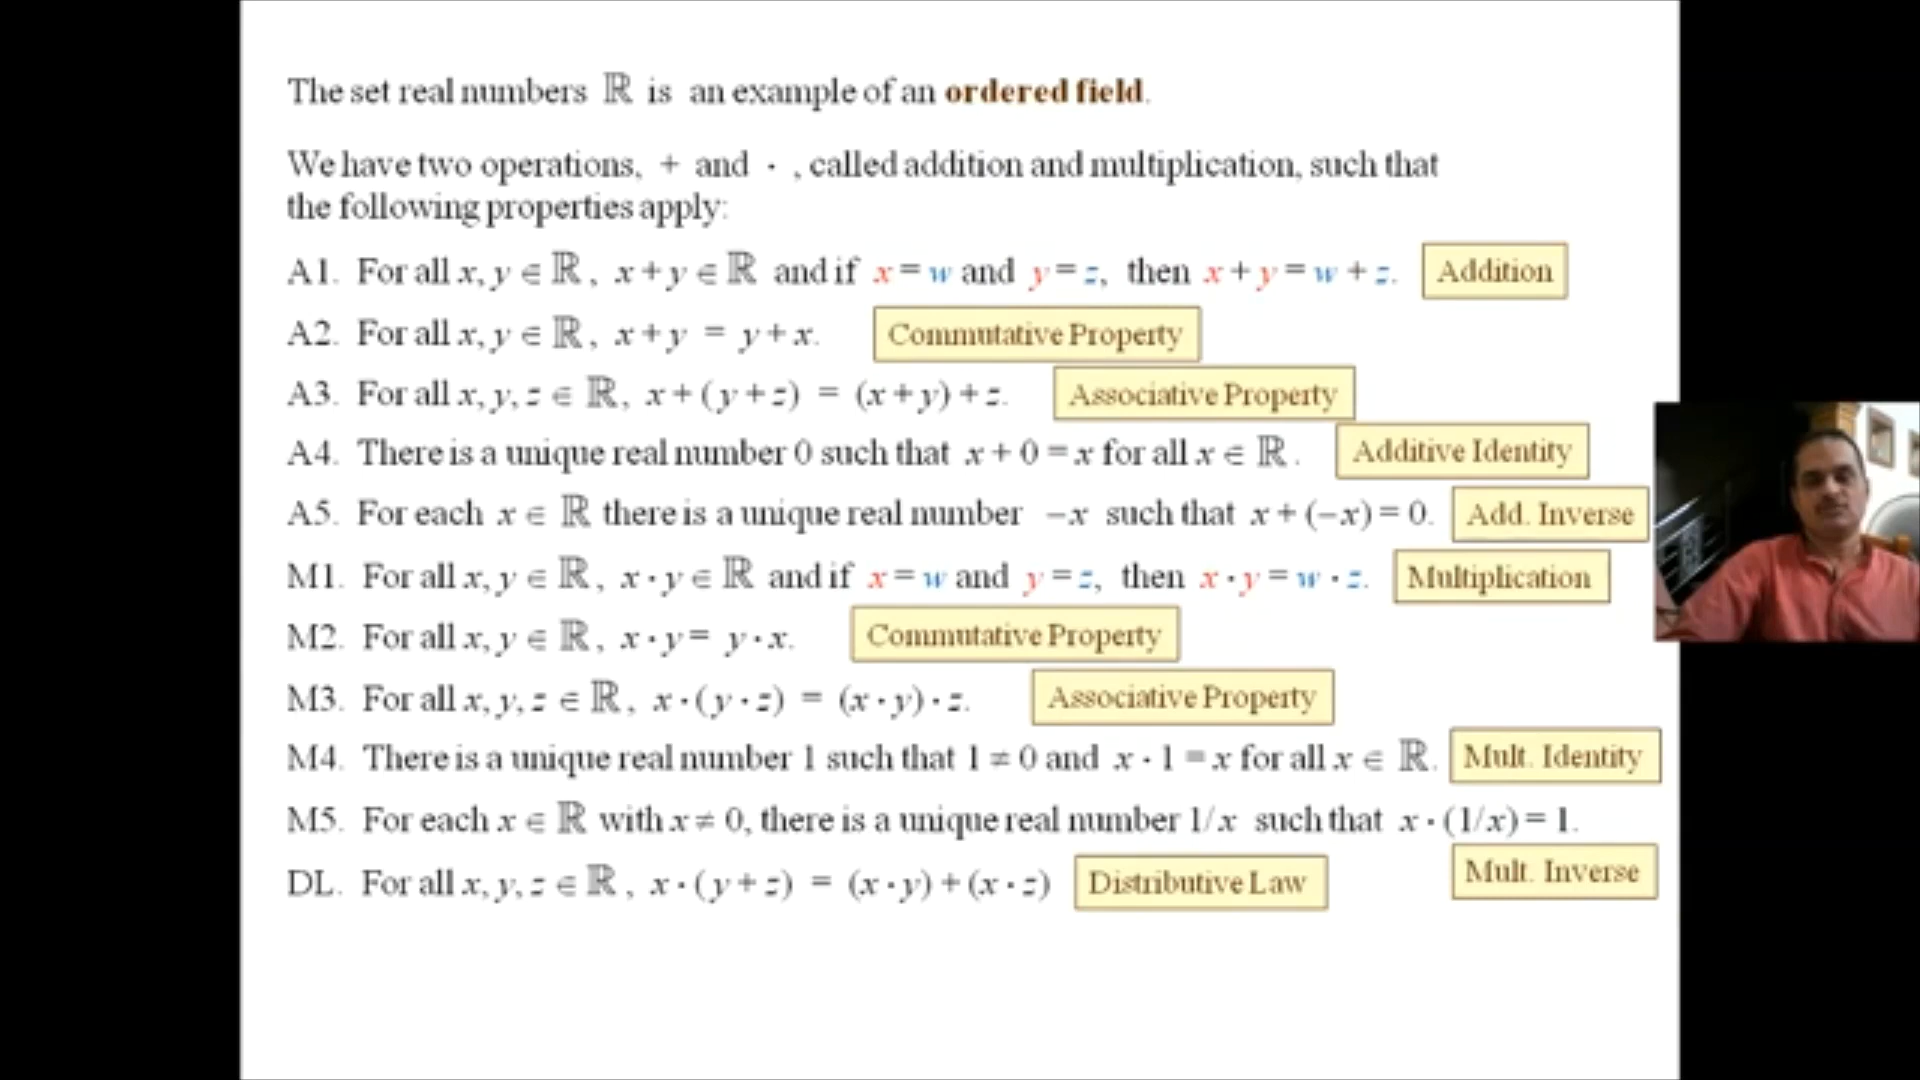 The set real numbers ℝ is an example of an ordered field.
We have two operations, + and · , called addition and multiplication, such that
the following properties apply:
A1. For all x, y ∈ ℝ, x + y ∈ ℝ and if x = w and y = z, then x + y = w + z. Addition
A2. For all x, y ∈ ℝ, x + y = y + x. Commutative Property
A3. For all x, y, z ∈ ℝ, x + (y + z) = (x + y) + z. Associative Property
A4. There is a unique real number 0 such that x + 0 = x for all x ∈ ℝ. Additive Identity
A5. For each x ∈ ℝ there is a unique real number −x such that x + (−x) = 0. Add. Inverse
M1. For all x, y ∈ ℝ, x · y ∈ ℝ and if x = w and y = z, then x · y = w · z. Multiplication
M2. For all x, y ∈ ℝ, x · y = y · x. Commutative Property
M3. For all x, y, z ∈ ℝ, x · (y · z) = (x · y) · z. Associative Property
M4. There is a unique real number 1 such that 1 ≠ 0 and x · 1 = x for all x ∈ ℝ. Mult. Identity
M5. For each x ∈ ℝ with x ≠ 0, there is a unique real number 1/x such that x · (1/x) = 1.
Mult. Inverse
DL. For all x, y, z ∈ ℝ, x · (y + z) = (x · y) + (x · z) Distributive Law